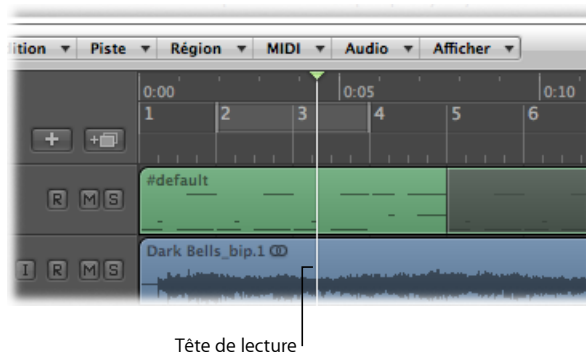 ition Piste Région MIDI Audio Afficher
0:00 0:05 0:10
1 2 3 4 5 6
#default
R M S
Dark Bells_bip.1
I R M S
Tête de lecture